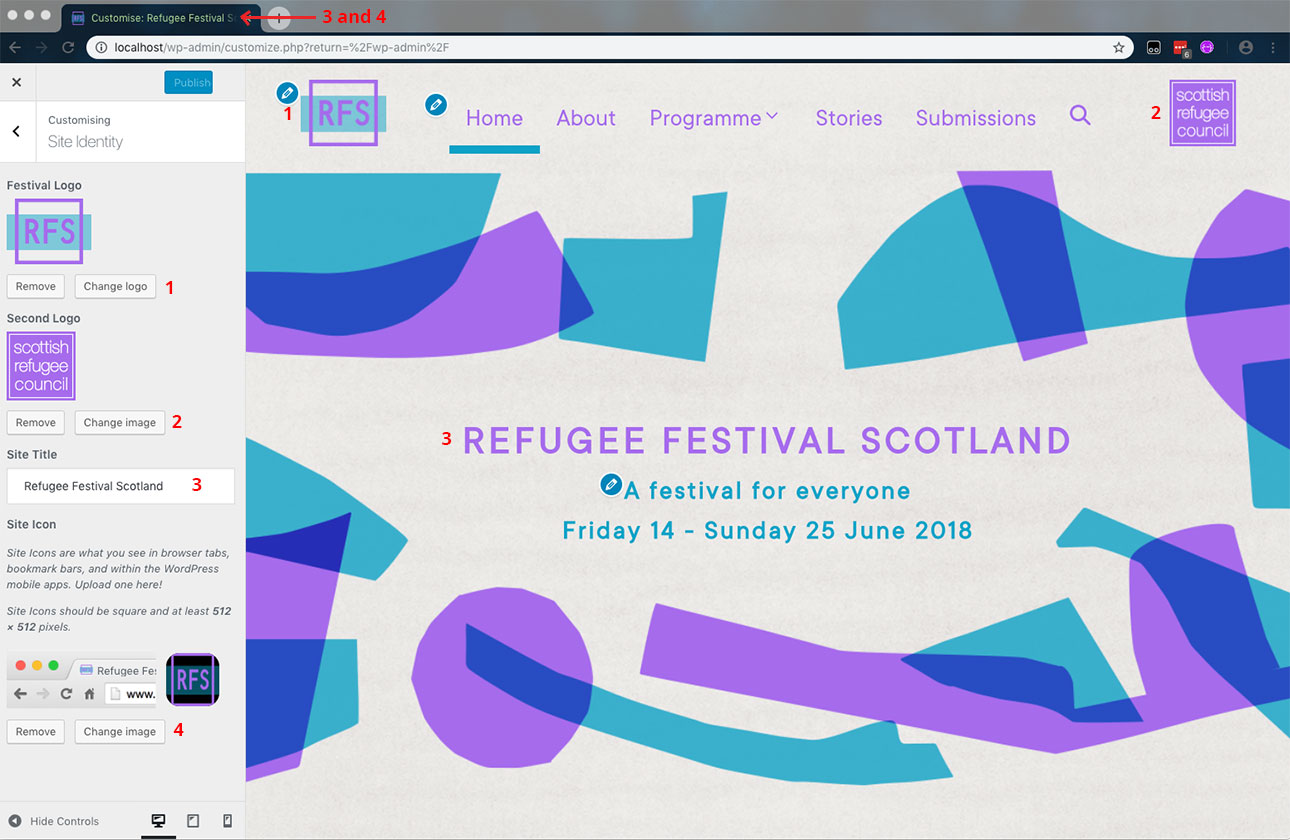 Customise: Refugee Festival Sc
3 and 4
localhost/wp-admin/customize.php?return=%2Fwp-admin%2F
6
Publish
Customising
Site Identity
Festival Logo
RFS
Remove
Change logo
1
Second Logo
scottish
refugee
council
Remove
Change image
2
Site Title
Refugee Festival Scotland
3
Site Icon
Site Icons are what you see in browser tabs,
bookmark bars, and within the WordPress
mobile apps. Upload one here!
Site Icons should be square and at least 512
× 512 pixels.
Refugee Fes
www.
RFS
Remove
Change image
4
Hide Controls
1
RFS
Home
About
Programme
Stories
Submissions
2
scottish
refugee
council
3
REFUGEE FESTIVAL SCOTLAND
A festival for everyone
Friday 14 - Sunday 25 June 2018